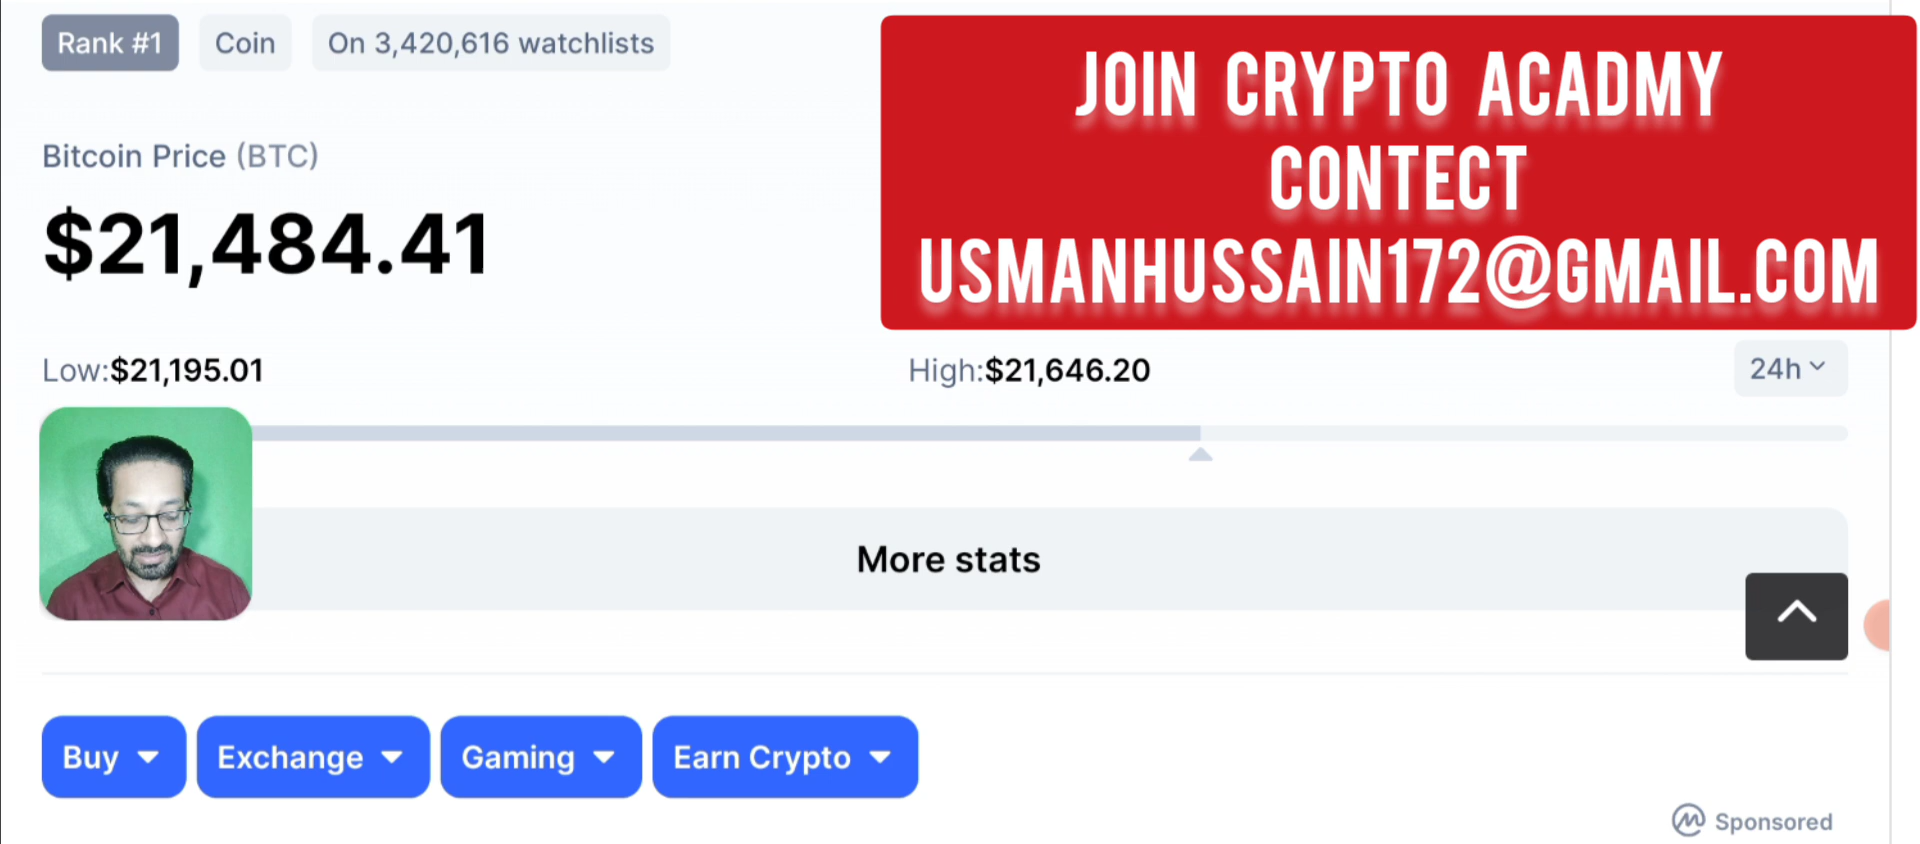 Rank #1 Coin On 3,420,616 watchlists
JOIN CRYPTO ACADMY
CONTECT
USMANHUSSAIN172@GMAIL.COM
Bitcoin Price (BTC)
$21,484.41
Low:$21,195.01 High:$21,646.20 24h
More stats
Buy Exchange Gaming Earn Crypto
Sponsored